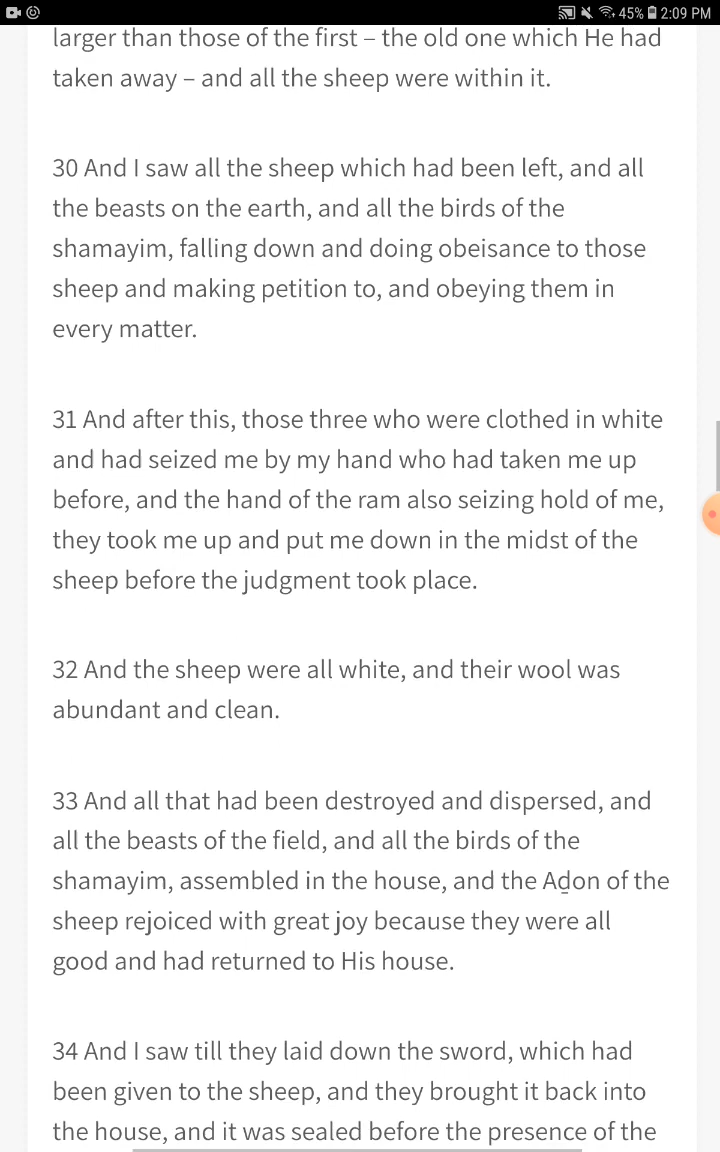 45% 2:09 PM
larger than those of the first – the old one which He had
taken away – and all the sheep were within it.
30 And I saw all the sheep which had been left, and all
the beasts on the earth, and all the birds of the
shamayim, falling down and doing obeisance to those
sheep and making petition to, and obeying them in
every matter.
31 And after this, those three who were clothed in white
and had seized me by my hand who had taken me up
before, and the hand of the ram also seizing hold of me,
they took me up and put me down in the midst of the
sheep before the judgment took place.
32 And the sheep were all white, and their wool was
abundant and clean.
33 And all that had been destroyed and dispersed, and
all the beasts of the field, and all the birds of the
shamayim, assembled in the house, and the Aḏon of the
sheep rejoiced with great joy because they were all
good and had returned to His house.
34 And I saw till they laid down the sword, which had
been given to the sheep, and they brought it back into
the house, and it was sealed before the presence of the